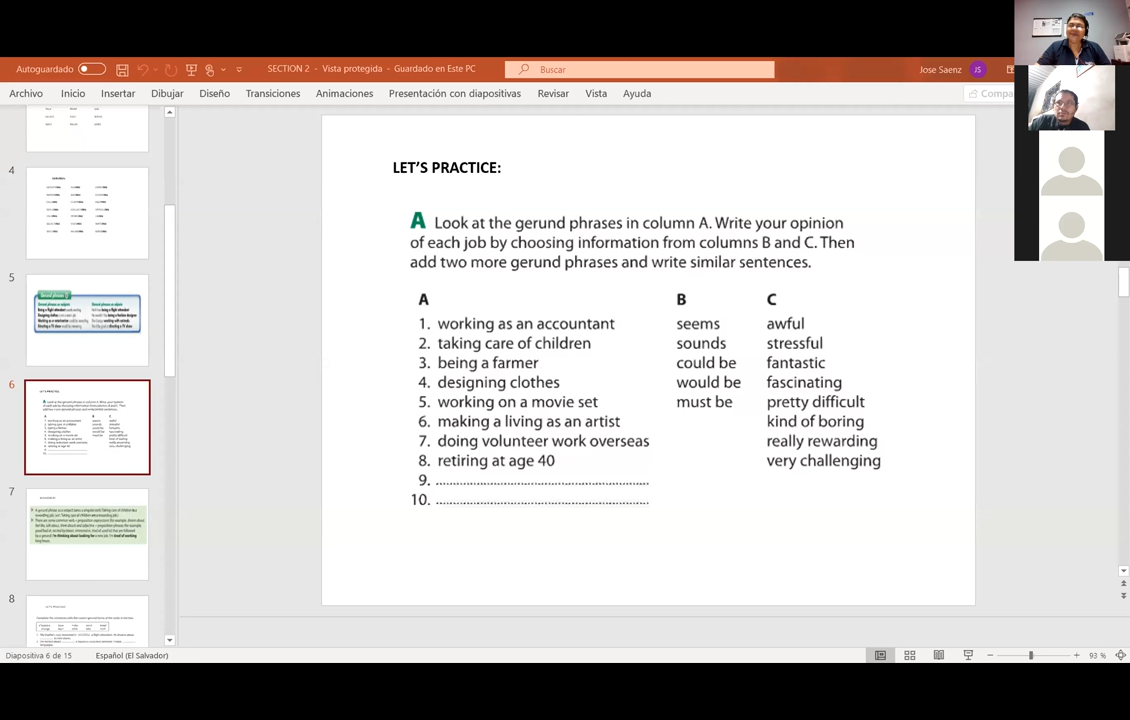 Autoguardado
SECTION 2 - Vista protegida - Guardado en Este PC
Buscar
Jose Saenz
JS
Archivo Inicio Insertar Dibujar Diseño Transiciones Animaciones Presentación con diapositivas Revisar Vista Ayuda Compa
4
5
Gerund phrases
6
7
8
LET'S PRACTICE:
A Look at the gerund phrases in column A. Write your opinion
of each job by choosing information from columns B and C. Then
add two more gerund phrases and write similar sentences.
A B C
1. working as an accountant seems awful
2. taking care of children sounds stressful
3. being a farmer could be fantastic
4. designing clothes would be fascinating
5. working on a movie set must be pretty difficult
6. making a living as an artist kind of boring
7. doing volunteer work overseas really rewarding
8. retiring at age 40 very challenging
9. ........................................................
10. ........................................................
Diapositiva 6 de 15 Español (El Salvador) 93 %